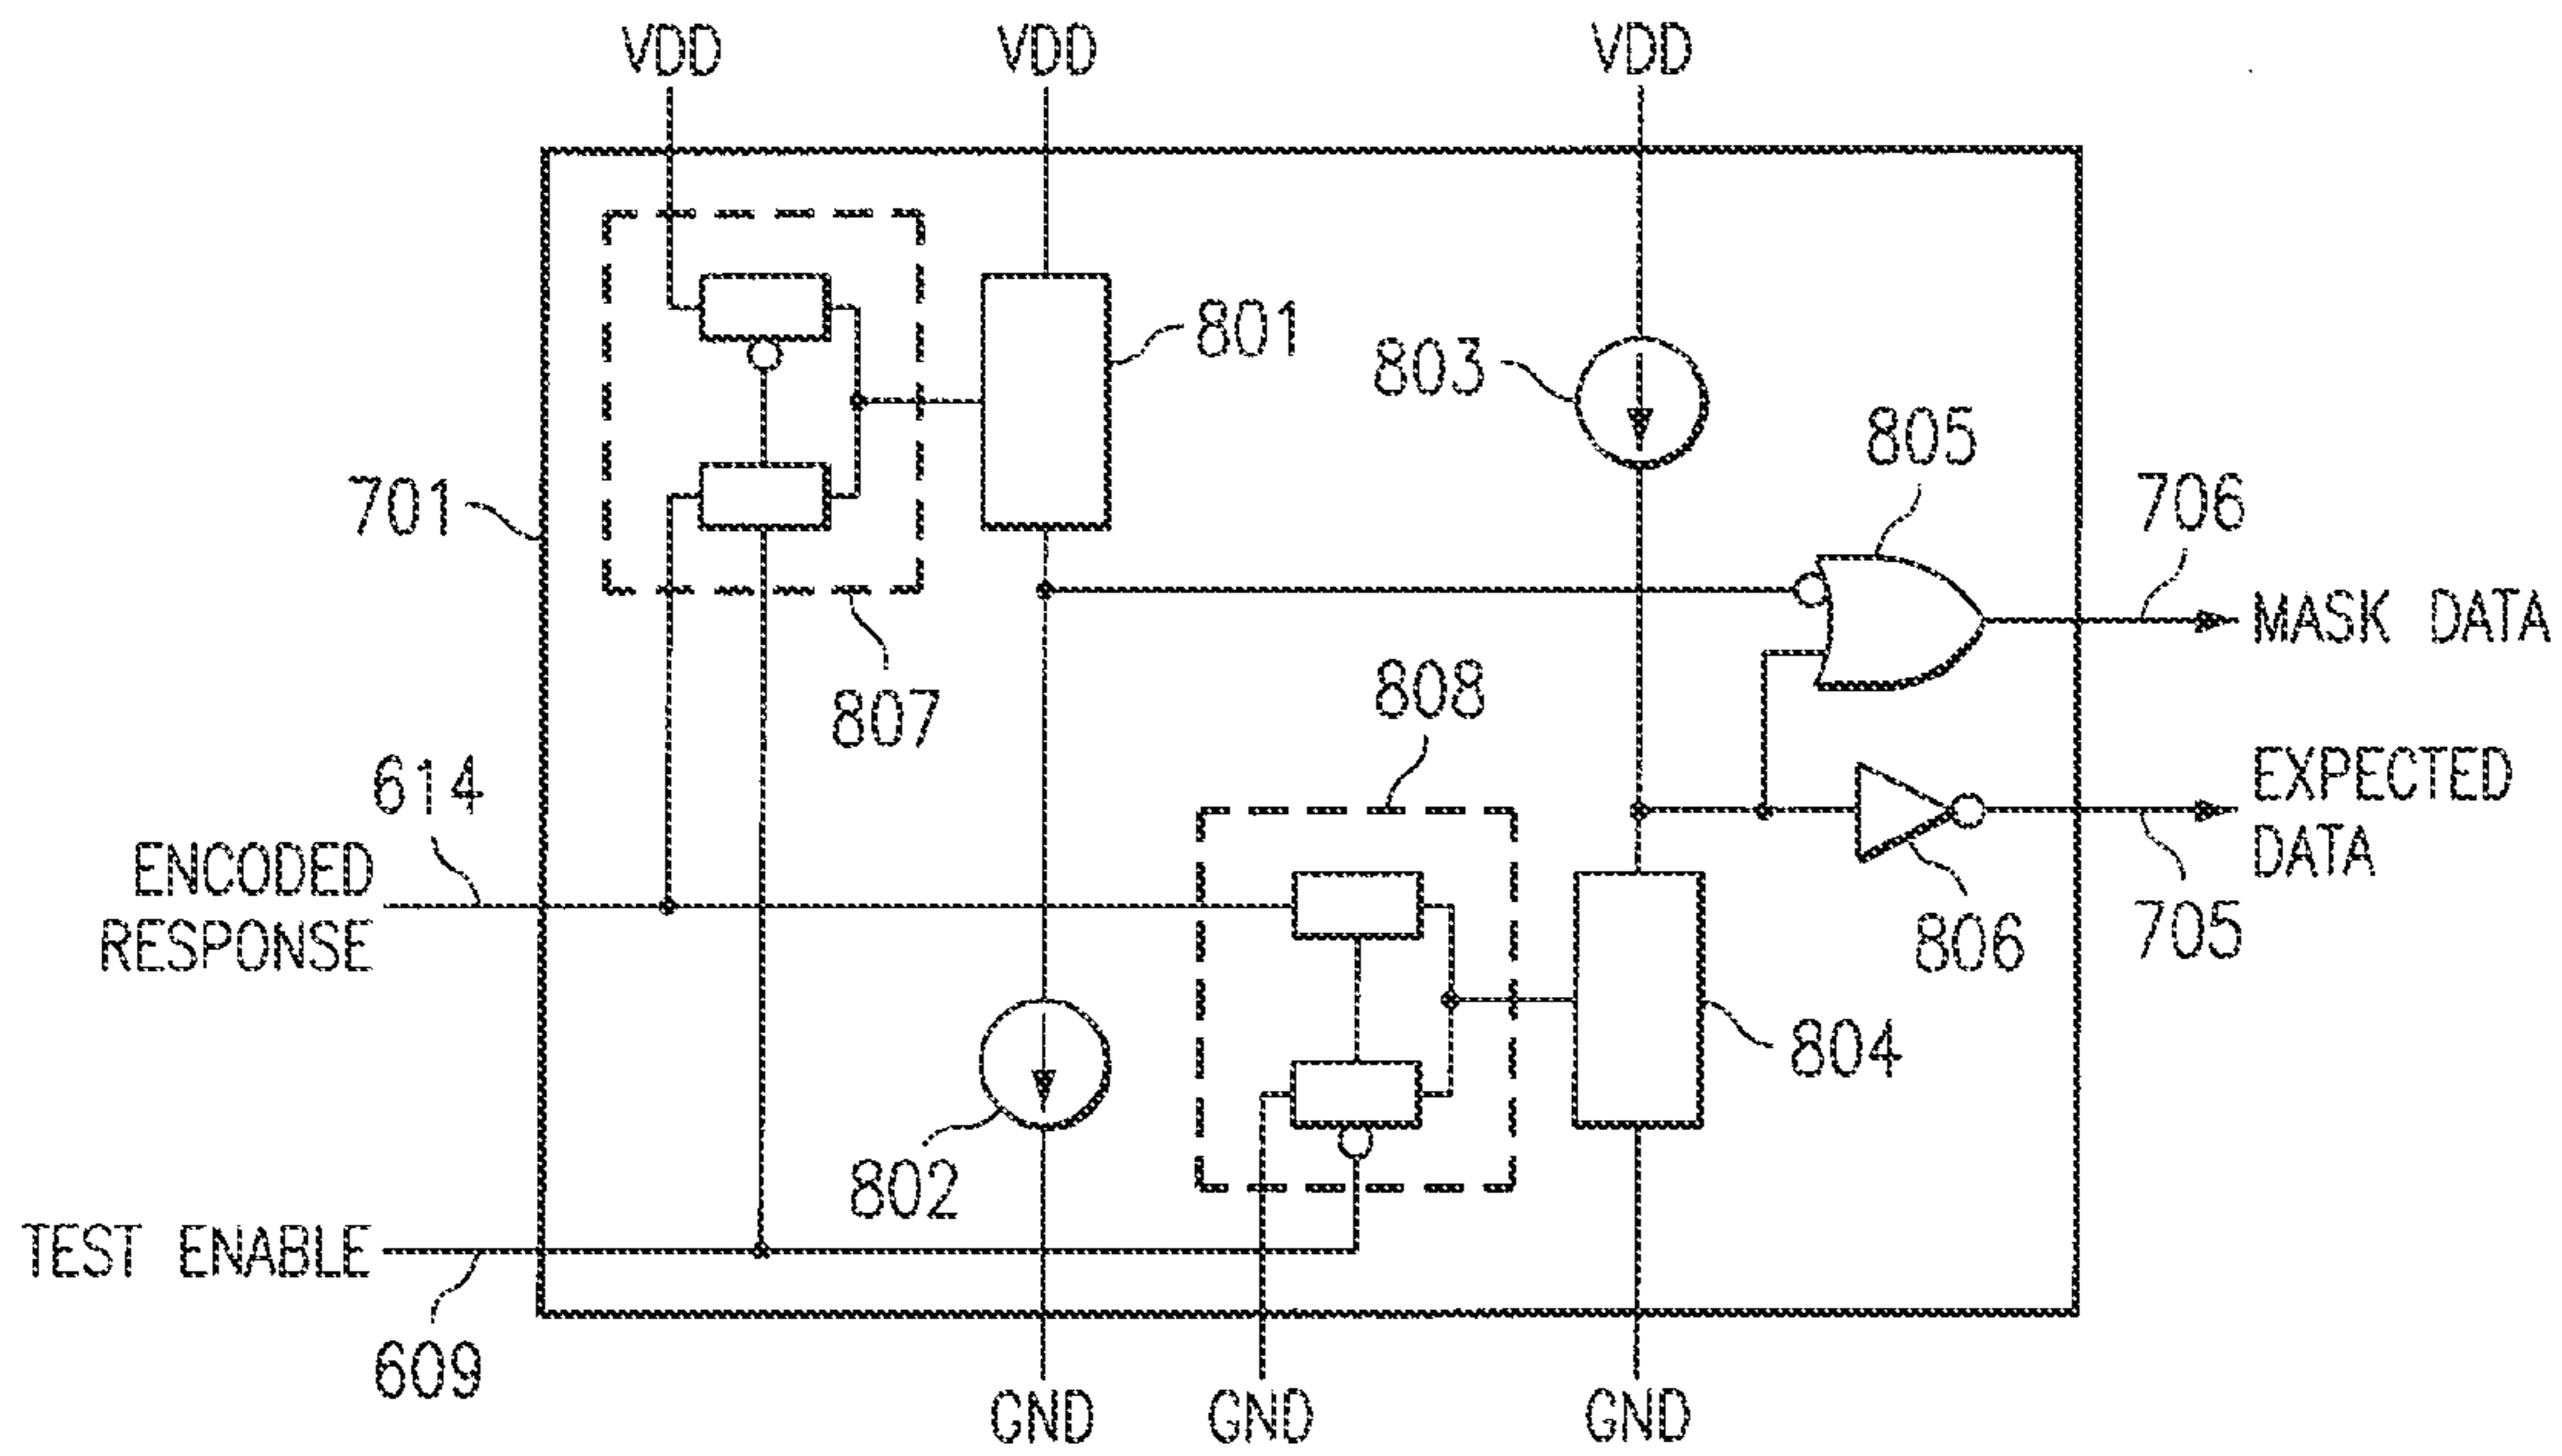 VDD
VDD
VDD
801
803
805
701
706
MASK DATA
807
808
614
ENCODED
RESPONSE
EXPECTED
DATA
806
705
804
802
TEST ENABLE
609
GND
GND
GND